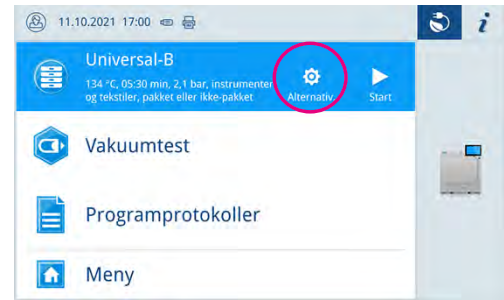 11.10.2021 17:00
i
Universal-B
134 °C, 05:30 min, 2,1 bar, instrumenter
og tekstiler, pakket eller ikke-pakket
Alternativ.
Start
Vakuumtest
Programprotokoller
Meny